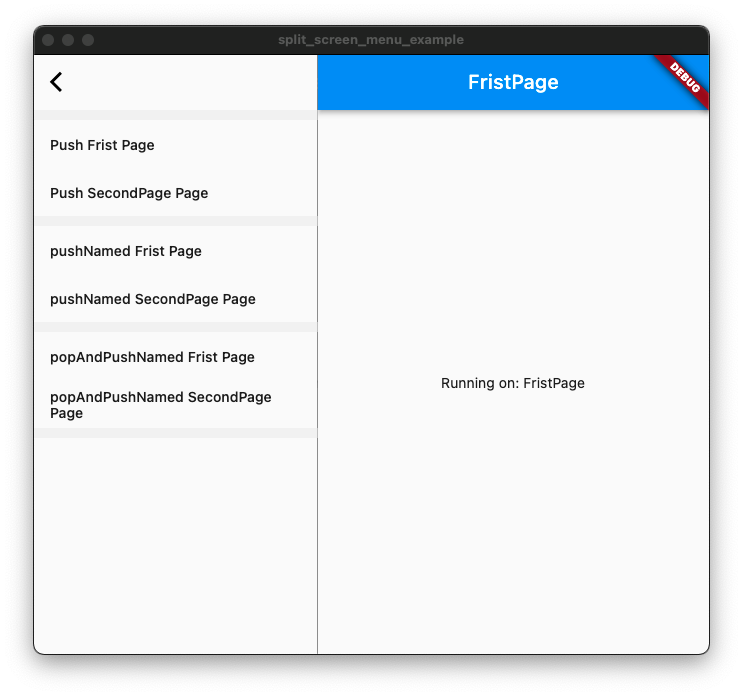 split_screen_menu_example
FristPage
DEBUG
Push Frist Page
Push SecondPage Page
pushNamed Frist Page
pushNamed SecondPage Page
popAndPushNamed Frist Page
popAndPushNamed SecondPage
Page
Running on: FristPage